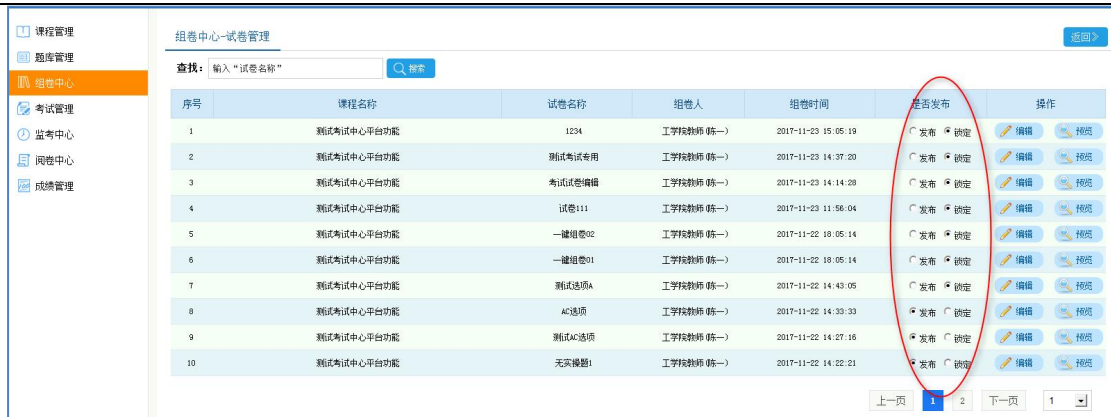 课程管理
题库管理
组卷中心
考试管理
监考中心
阅卷中心
成绩管理
组卷中心-试卷管理 返回》
查找： 输入“试卷名称” 搜索
序号 课程名称 试卷名称 组卷人 组卷时间 是否发布 操作
1 测试考试中心平台功能 1234 工学院教师(陈一) 2017-11-23 15:05:19 发布 锁定 编辑 预览
2 测试考试中心平台功能 测试考试专用 工学院教师(陈一) 2017-11-23 14:37:20 发布 锁定 编辑 预览
3 测试考试中心平台功能 考试试卷编辑 工学院教师(陈一) 2017-11-23 14:14:28 发布 锁定 编辑 预览
4 测试考试中心平台功能 试卷111 工学院教师(陈一) 2017-11-23 11:56:04 发布 锁定 编辑 预览
5 测试考试中心平台功能 一键组卷02 工学院教师(陈一) 2017-11-22 18:05:14 发布 锁定 编辑 预览
6 测试考试中心平台功能 一键组卷01 工学院教师(陈一) 2017-11-22 18:05:14 发布 锁定 编辑 预览
7 测试考试中心平台功能 测试选项A 工学院教师(陈一) 2017-11-22 14:43:05 发布 锁定 编辑 预览
8 测试考试中心平台功能 AC选项 工学院教师(陈一) 2017-11-22 14:33:33 发布 锁定 编辑 预览
9 测试考试中心平台功能 测试AC选项 工学院教师(陈一) 2017-11-22 14:27:16 发布 锁定 编辑 预览
10 测试考试中心平台功能 无实操题1 工学院教师(陈一) 2017-11-22 14:22:21 发布 锁定 编辑 预览
上一页 1 2 下一页 1